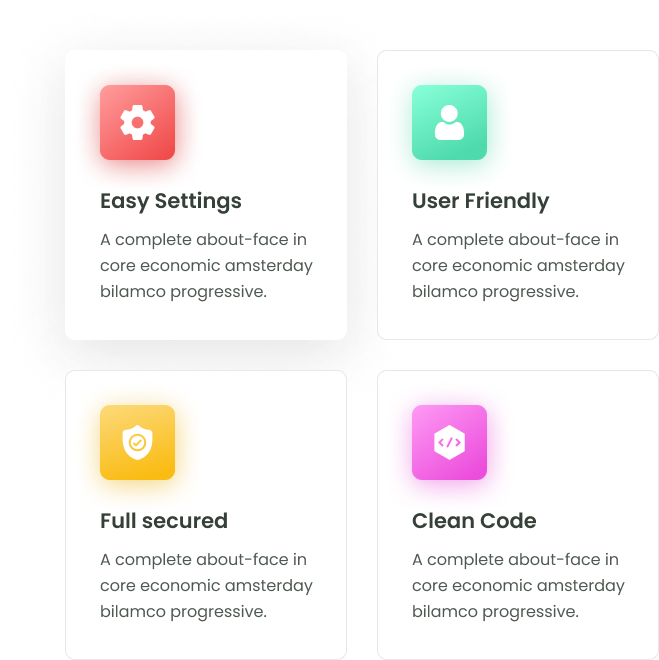 Easy Settings
A complete about-face in
core economic amsterday
bilamco progressive.
User Friendly
A complete about-face in
core economic amsterday
bilamco progressive.
Full secured
A complete about-face in
core economic amsterday
bilamco progressive.
Clean Code
A complete about-face in
core economic amsterday
bilamco progressive.